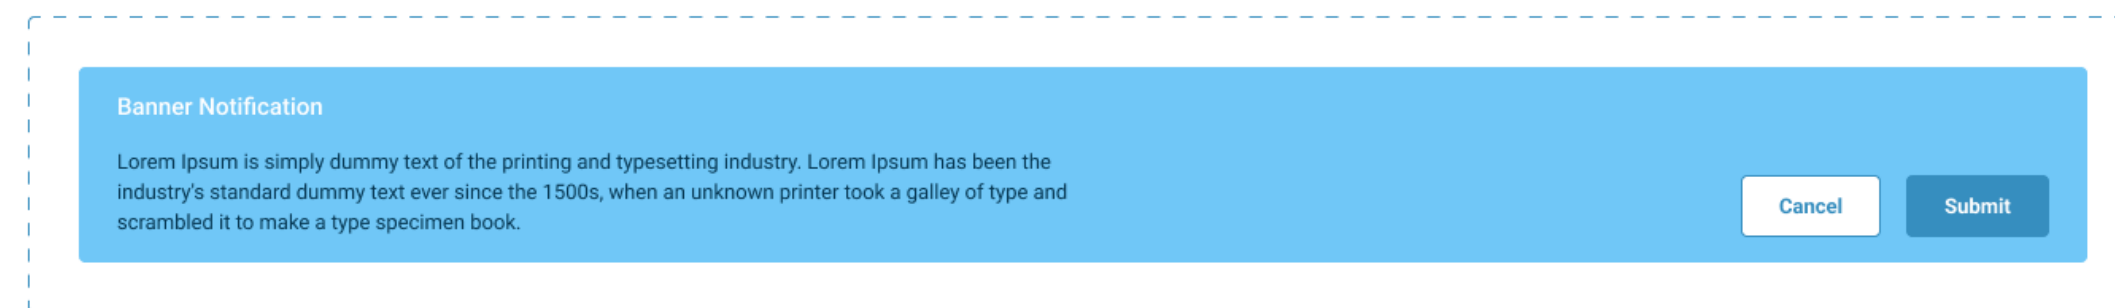 Banner Notification
Lorem Ipsum is simply dummy text of the printing and typesetting industry. Lorem Ipsum has been the
industry's standard dummy text ever since the 1500s, when an unknown printer took a galley of type and
scrambled it to make a type specimen book.
Cancel
Submit